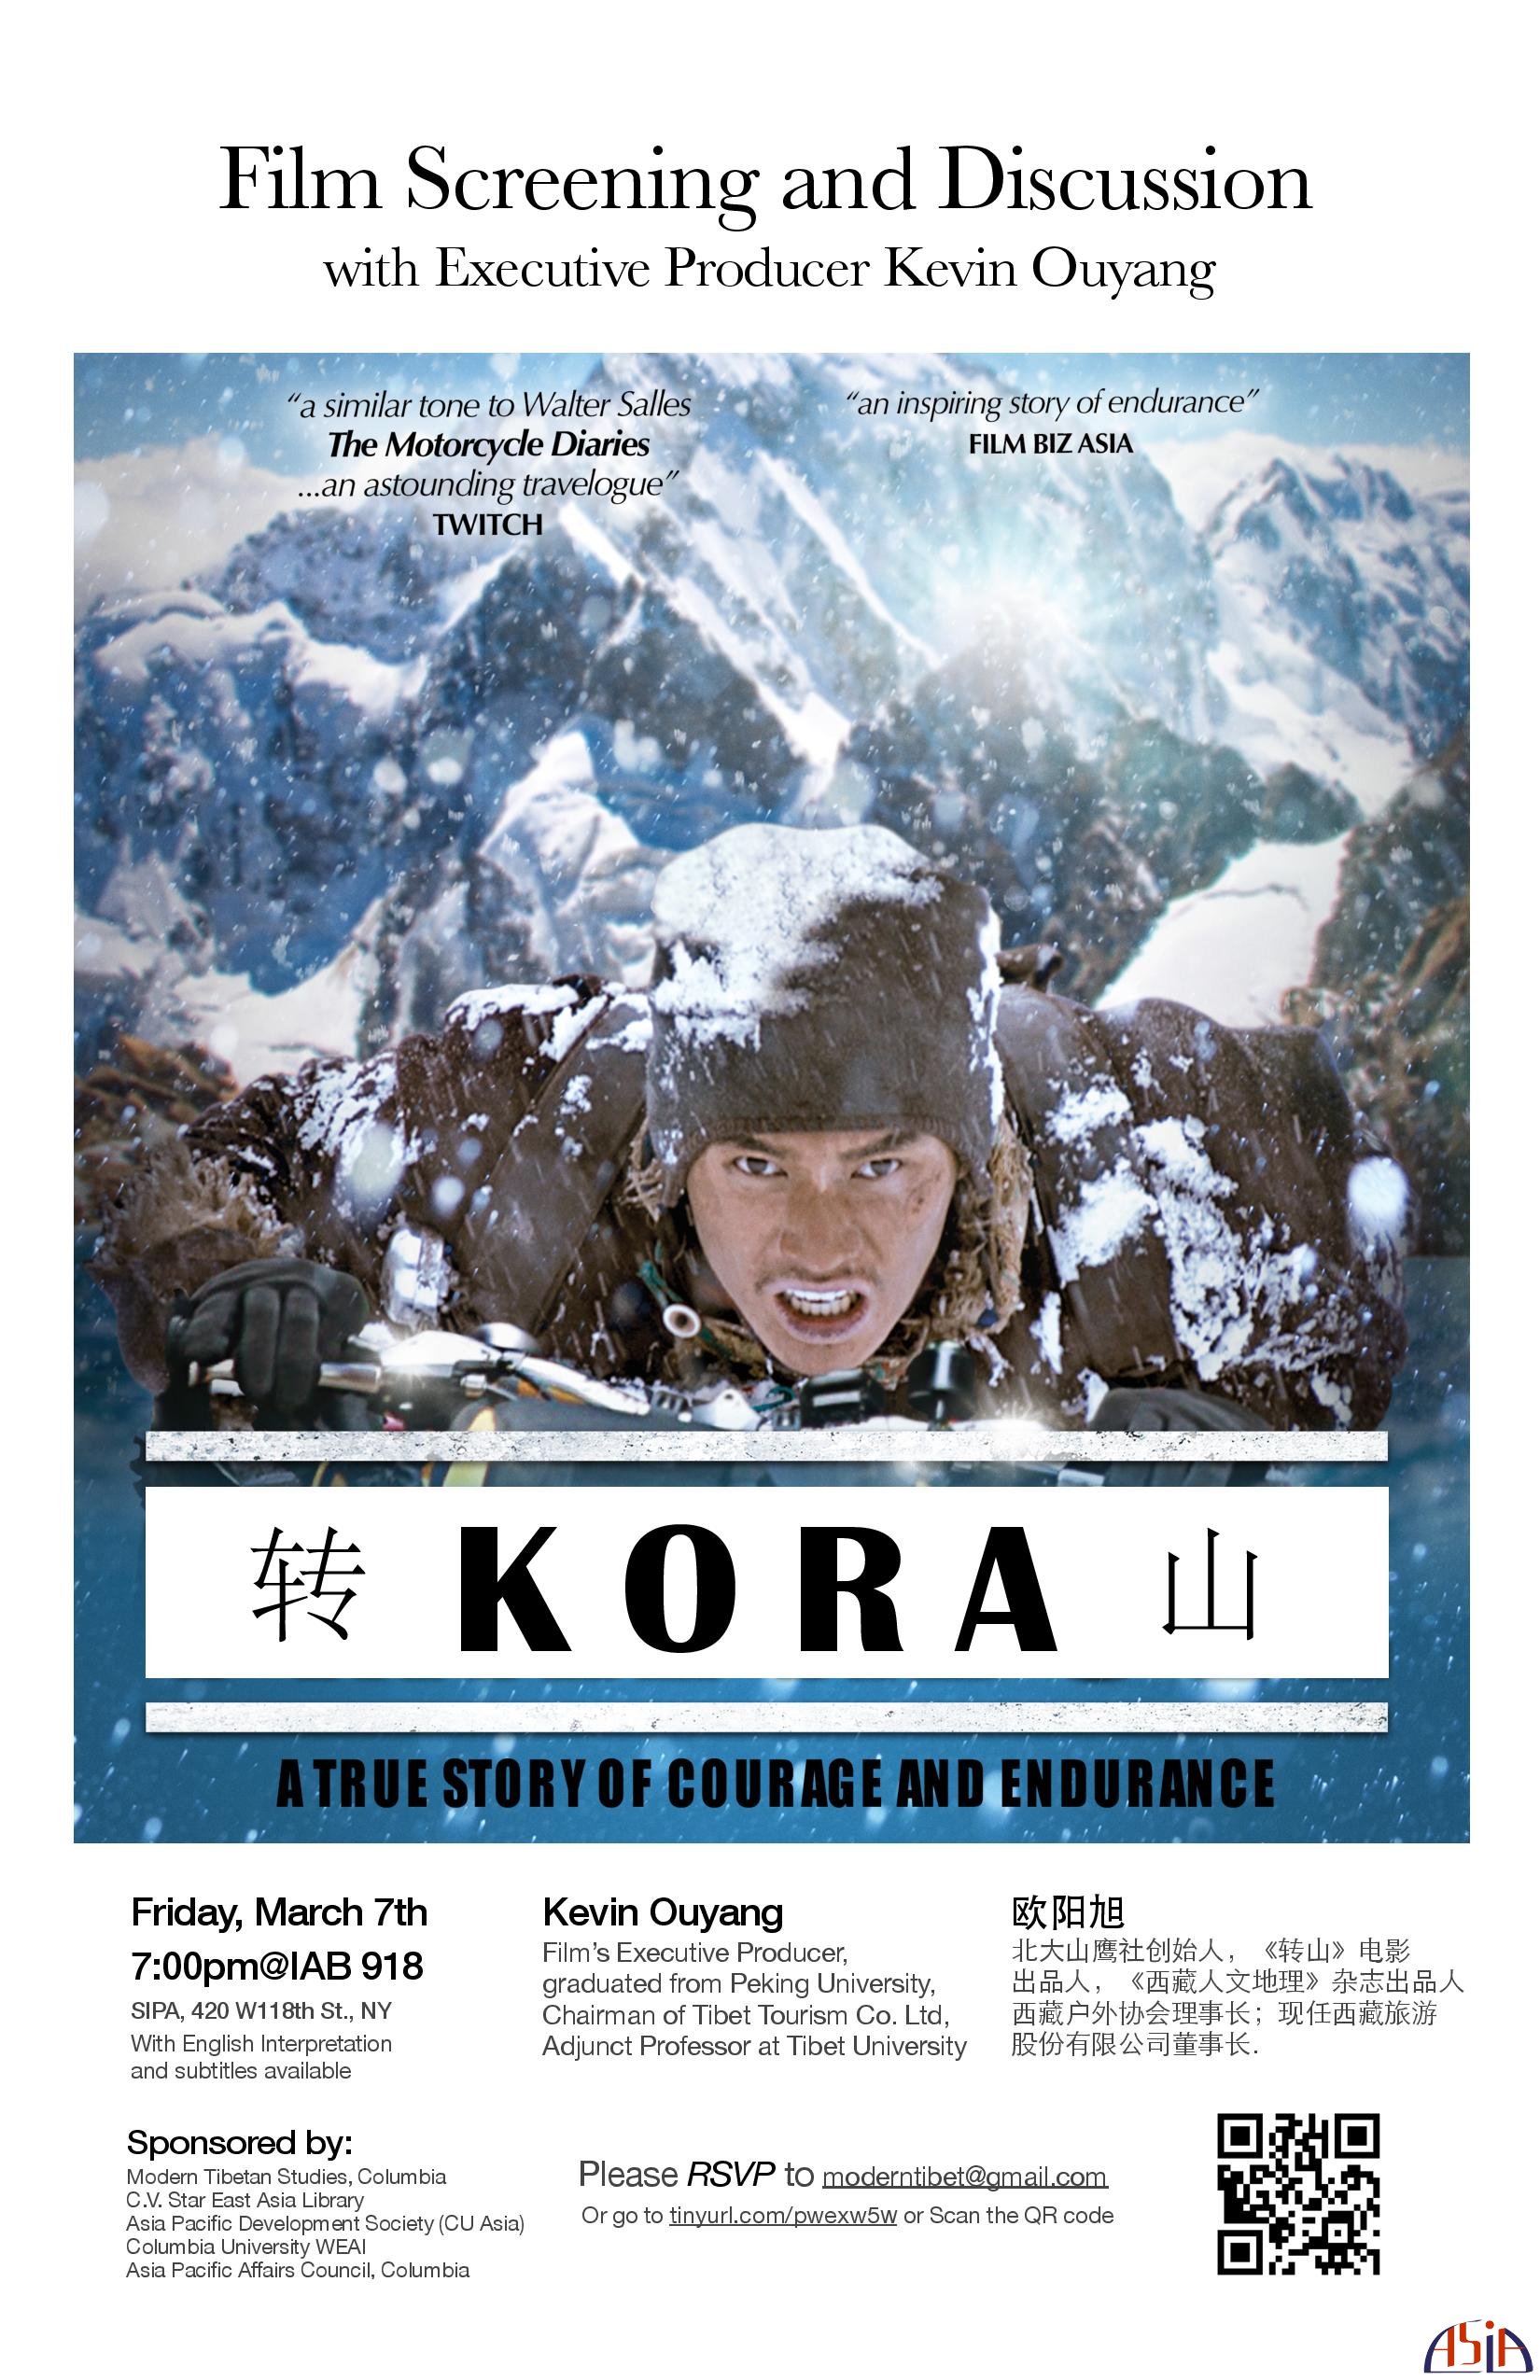 Film Screening and Discussion
with Executive Producer Kevin Ouyang
“a similar tone to Walter Salles
The Motorcycle Diaries
...an astounding travelogue”
TWITCH
“an inspiring story of endurance”
FILM BIZ ASIA
转 KORA 山
A TRUE STORY OF COURAGE AND ENDURANCE
Friday, March 7th
7:00pm@IAB 918
SIPA, 420 W118th St., NY
With English Interpretation
and subtitles available
Kevin Ouyang
Film’s Executive Producer,
graduated from Peking University,
Chairman of Tibet Tourism Co. Ltd,
Adjunct Professor at Tibet University
欧阳旭
北大山鹰社创始人，《转山》电影
出品人，《西藏人文地理》杂志出品人
西藏户外协会理事长；现任西藏旅游
股份有限公司董事长.
Sponsored by:
Modern Tibetan Studies, Columbia
C.V. Star East Asia Library
Asia Pacific Development Society (CU Asia)
Columbia University WEAI
Asia Pacific Affairs Council, Columbia
Please RSVP to moderntibet@gmail.com
Or go to tinyurl.com/pwexw5w or Scan the QR code
ASiA